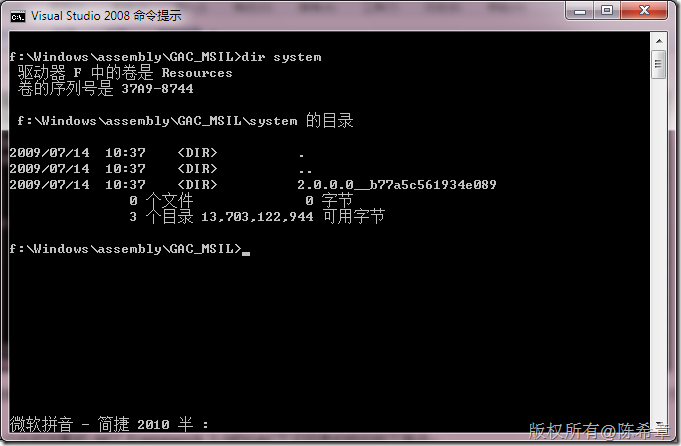 Visual Studio 2008 命令提示
f:\Windows\assembly\GAC_MSIL>dir system
驱动器 F 中的卷是 Resources
卷的序列号是 37A9-8744
f:\Windows\assembly\GAC_MSIL\system 的目录
2009/07/14  10:37    <DIR>          .
2009/07/14  10:37    <DIR>          ..
2009/07/14  10:37    <DIR>          2.0.0.0__b77a5c561934e089
0 个文件              0 字节
3 个目录 13,703,122,944 可用字节
f:\Windows\assembly\GAC_MSIL>
微软拼音 - 简捷 2010 半 :
版权所有@陈希章